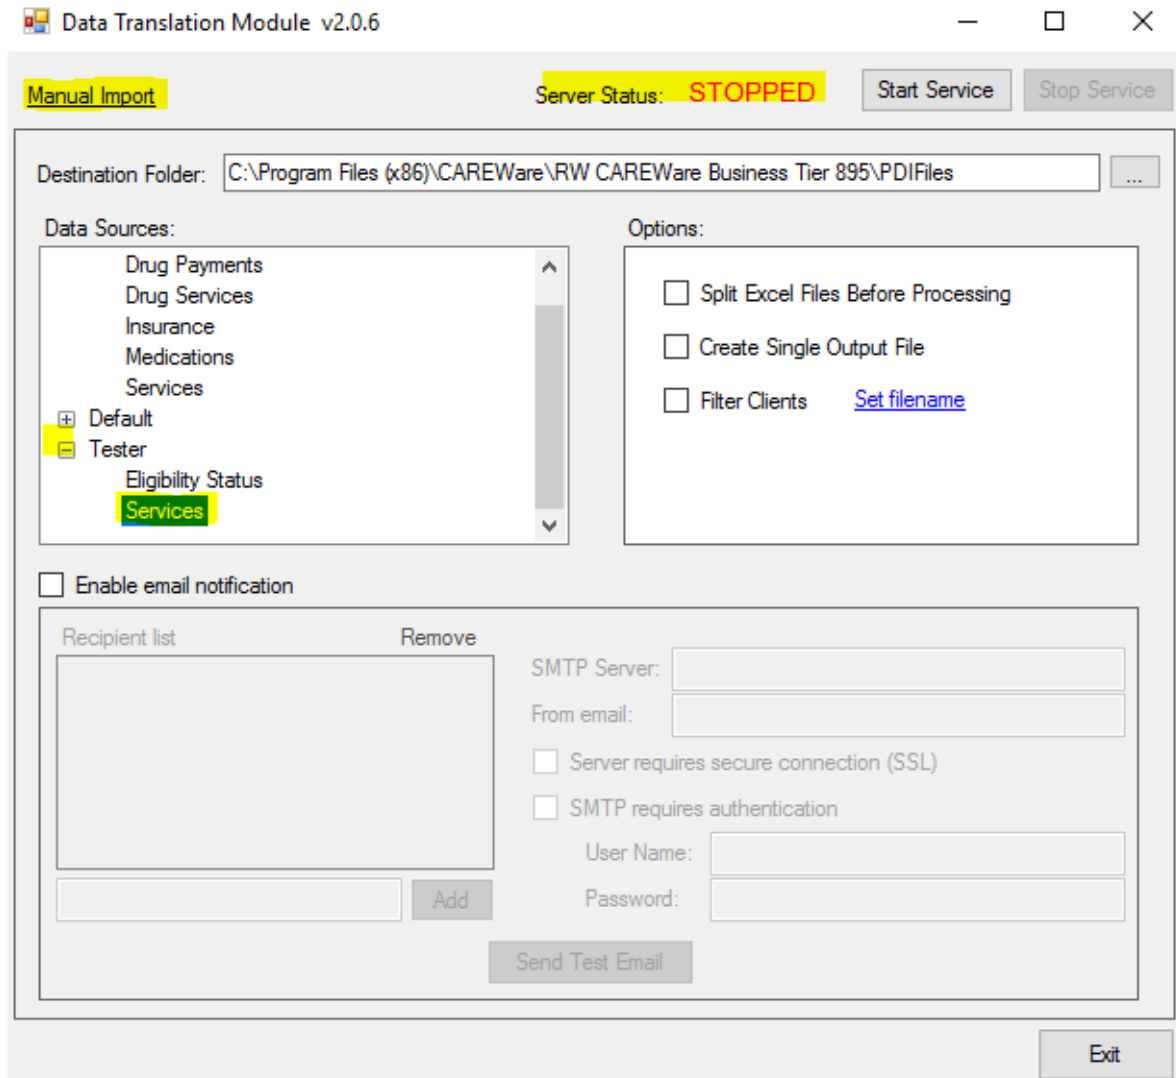 Data Translation Module v2.0.6
Manual Import
Server Status: STOPPED
Start Service
Stop Service
Destination Folder: C:\Program Files (x86)\CAREWare\RW CAREWare Business Tier 895\PDIFiles
...
Data Sources:
Drug Payments
Drug Services
Insurance
Medications
Services
Default
Tester
Eligibility Status
Services
Options:
Split Excel Files Before Processing
Create Single Output File
Filter Clients Set filename
Enable email notification
Recipient list Remove
Add
SMTP Server:
From email:
Server requires secure connection (SSL)
SMTP requires authentication
User Name:
Password:
Send Test Email
Exit